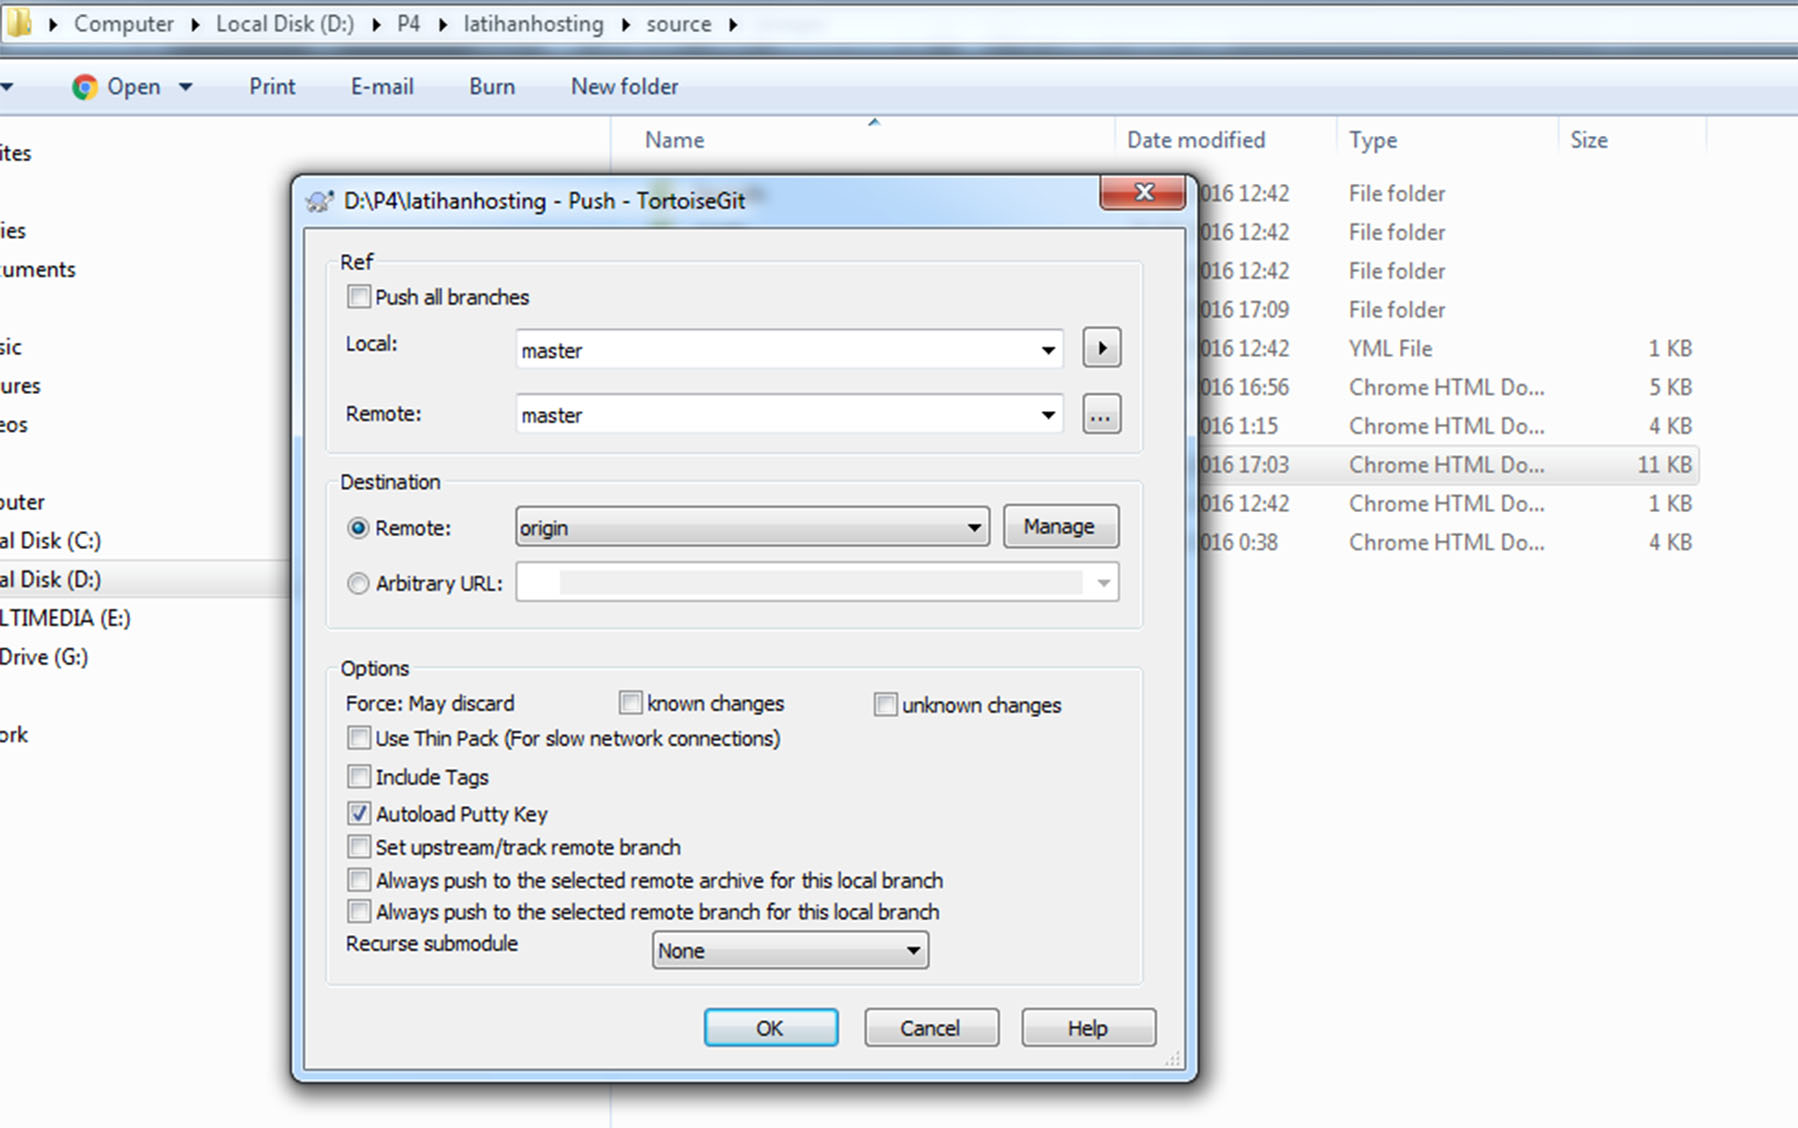 Computer Local Disk (D:) P4 latihanhosting source
Open Print E-mail Burn New folder
Name Date modified Type Size
ites
ies
cuments
sic
ures
eos
puter
al Disk (C:)
al Disk (D:)
LTIMEDIA (E:)
Drive (G:)
ork
016 12:42 File folder
016 12:42 File folder
016 12:42 File folder
016 17:09 File folder
016 12:42 YML File 1 KB
016 16:56 Chrome HTML Do... 5 KB
016 1:15 Chrome HTML Do... 4 KB
016 17:03 Chrome HTML Do... 11 KB
016 12:42 Chrome HTML Do... 1 KB
016 0:38 Chrome HTML Do... 4 KB
D:\P4\latihanhosting - Push - TortoiseGit
Ref
Push all branches
Local: master
Remote: master ...
Destination
Remote: origin Manage
Arbitrary URL:
Options
Force: May discard known changes unknown changes
Use Thin Pack (For slow network connections)
Include Tags
Autoload Putty Key
Set upstream/track remote branch
Always push to the selected remote archive for this local branch
Always push to the selected remote branch for this local branch
Recurse submodule None
OK Cancel Help